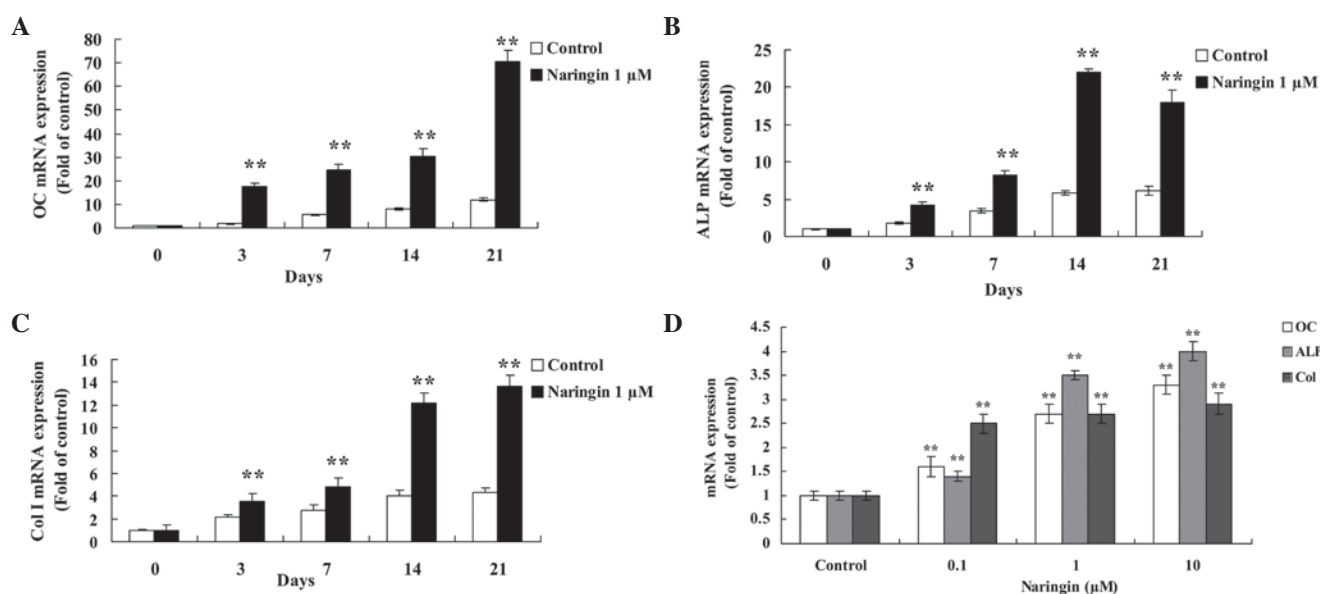 A
OC mRNA expression
(Fold of control)
80
70
60
50
40
30
20
10
0
**
**
**
**
Control
Naringin 1 µM
0 3 7 14 21
Days
B
ALP mRNA expression
(Fold of control)
25
20
15
10
5
0
**
**
**
**
Control
Naringin 1 µM
0 3 7 14 21
Days
C
Col I mRNA expression
(Fold of control)
16
14
12
10
8
6
4
2
0
**
**
**
**
Control
Naringin 1 µM
0 3 7 14 21
Days
D
mRNA expression
(Fold of control)
4.5
4
3.5
3
2.5
2
1.5
1
0.5
0
** ** **
** ** **
** ** **
OC
ALP
Col
Control 0.1 1 10
Naringin (µM)